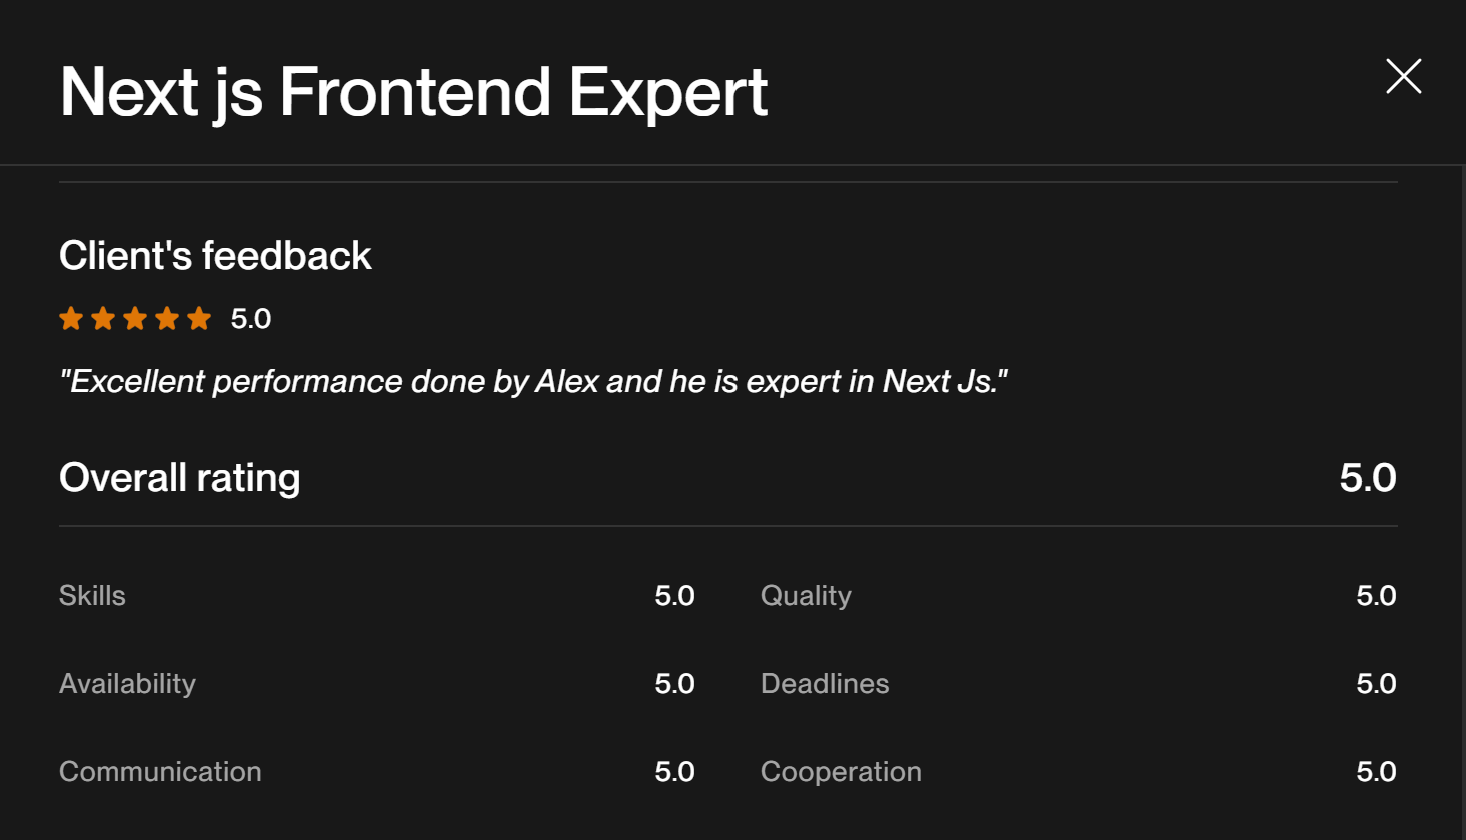 Next js Frontend Expert
Client's feedback
5.0
"Excellent performance done by Alex and he is expert in Next Js."
Overall rating 5.0
Skills 5.0 Quality 5.0
Availability 5.0 Deadlines 5.0
Communication 5.0 Cooperation 5.0